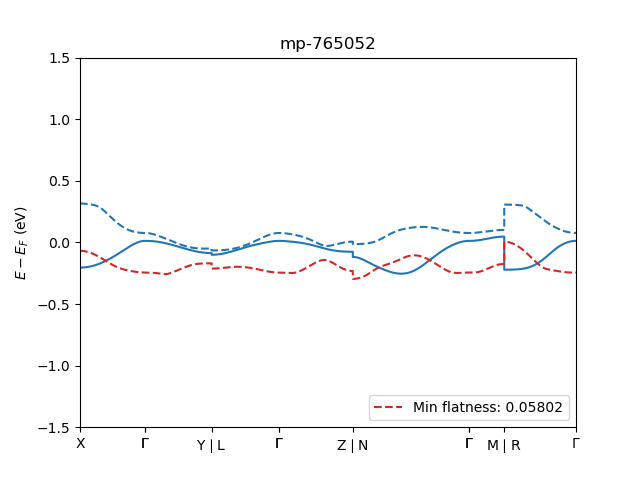 mp-765052
E − E_F (eV)
1.5
1.0
0.5
0.0
−0.5
−1.0
−1.5
Min flatness: 0.05802
X Γ Y | L Γ Z | N Γ M | R Γ